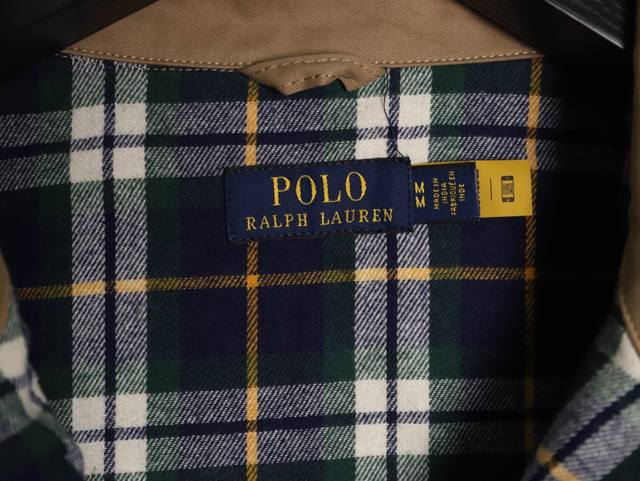 POLO
RALPH LAUREN
M
M
MADE IN
INDIA
FABRIQUÉ EN
INDE